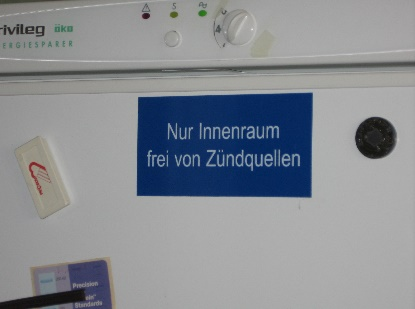 rivileg öko
ERGIESPARER
S
Nur Innenraum
frei von Zündquellen
Precision
Standards